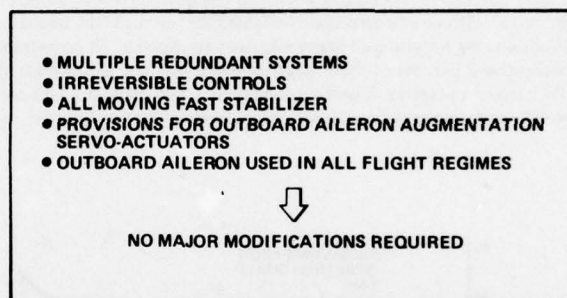 ● MULTIPLE REDUNDANT SYSTEMS
● IRREVERSIBLE CONTROLS
● ALL MOVING FAST STABILIZER
● PROVISIONS FOR OUTBOARD AILERON AUGMENTATION
SERVO-ACTUATORS
● OUTBOARD AILERON USED IN ALL FLIGHT REGIMES
NO MAJOR MODIFICATIONS REQUIRED